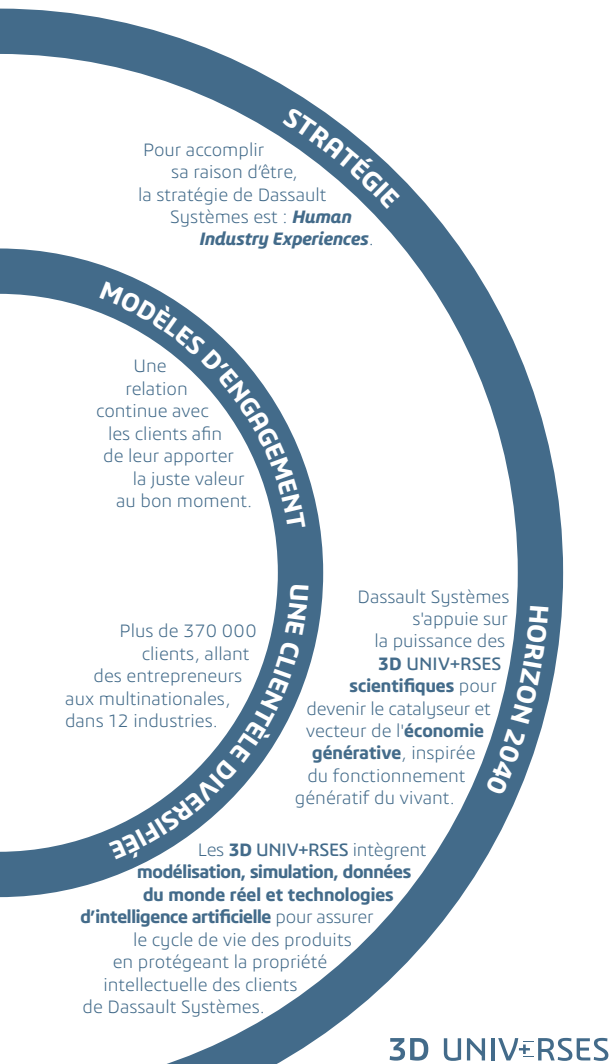 STRATÉGIE
Pour accomplir
sa raison d'être,
la stratégie de Dassault
Systèmes est : Human
Industry Experiences.
MODÈLES D'ENGAGEMENT
Une
relation
continue avec
les clients afin
de leur apporter
la juste valeur
au bon moment.
UNE CLIENTÈLE DIVERSIFIÉE
Plus de 370 000
clients, allant
des entrepreneurs
aux multinationales,
dans 12 industries.
HORIZON 2040
Dassault Systèmes
s'appuie sur
la puissance des
3D UNIV+RSES
scientifiques pour
devenir le catalyseur et
vecteur de l'économie
générative, inspirée
du fonctionnement
génératif du vivant.
Les 3D UNIV+RSES intègrent
modélisation, simulation, données
du monde réel et technologies
d'intelligence artificielle pour assurer
le cycle de vie des produits
en protégeant la propriété
intellectuelle des clients
de Dassault Systèmes.
3D UNIV+RSES